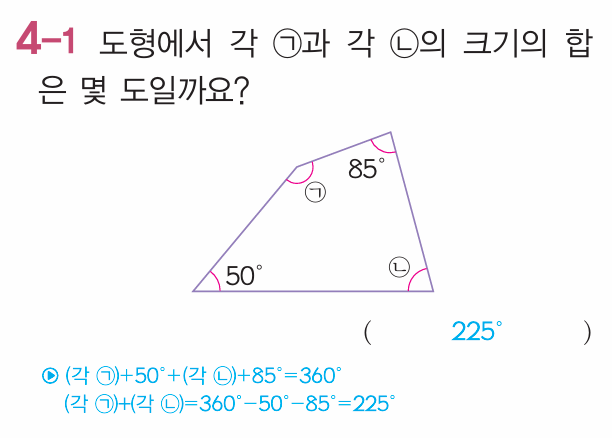 4-1 도형에서 각 ㉠과 각 ㉡의 크기의 합
은 몇 도일까요?
85°
㉠
50°
㉡
( 225° )
▶ (각 ㉠)+50°+(각 ㉡)+85°=360°
(각 ㉠)+(각 ㉡)=360°-50°-85°=225°